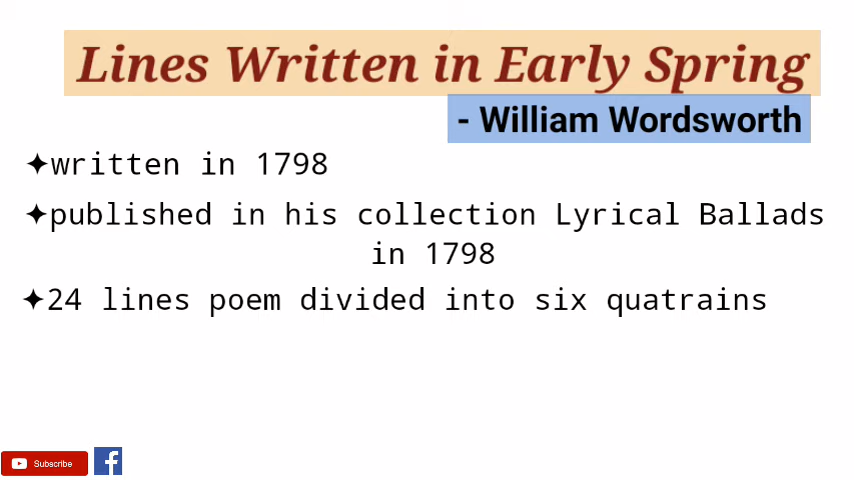 Lines Written in Early Spring
- William Wordsworth
✦written in 1798
✦published in his collection Lyrical Ballads
in 1798
✦24 lines poem divided into six quatrains
Subscribe
f